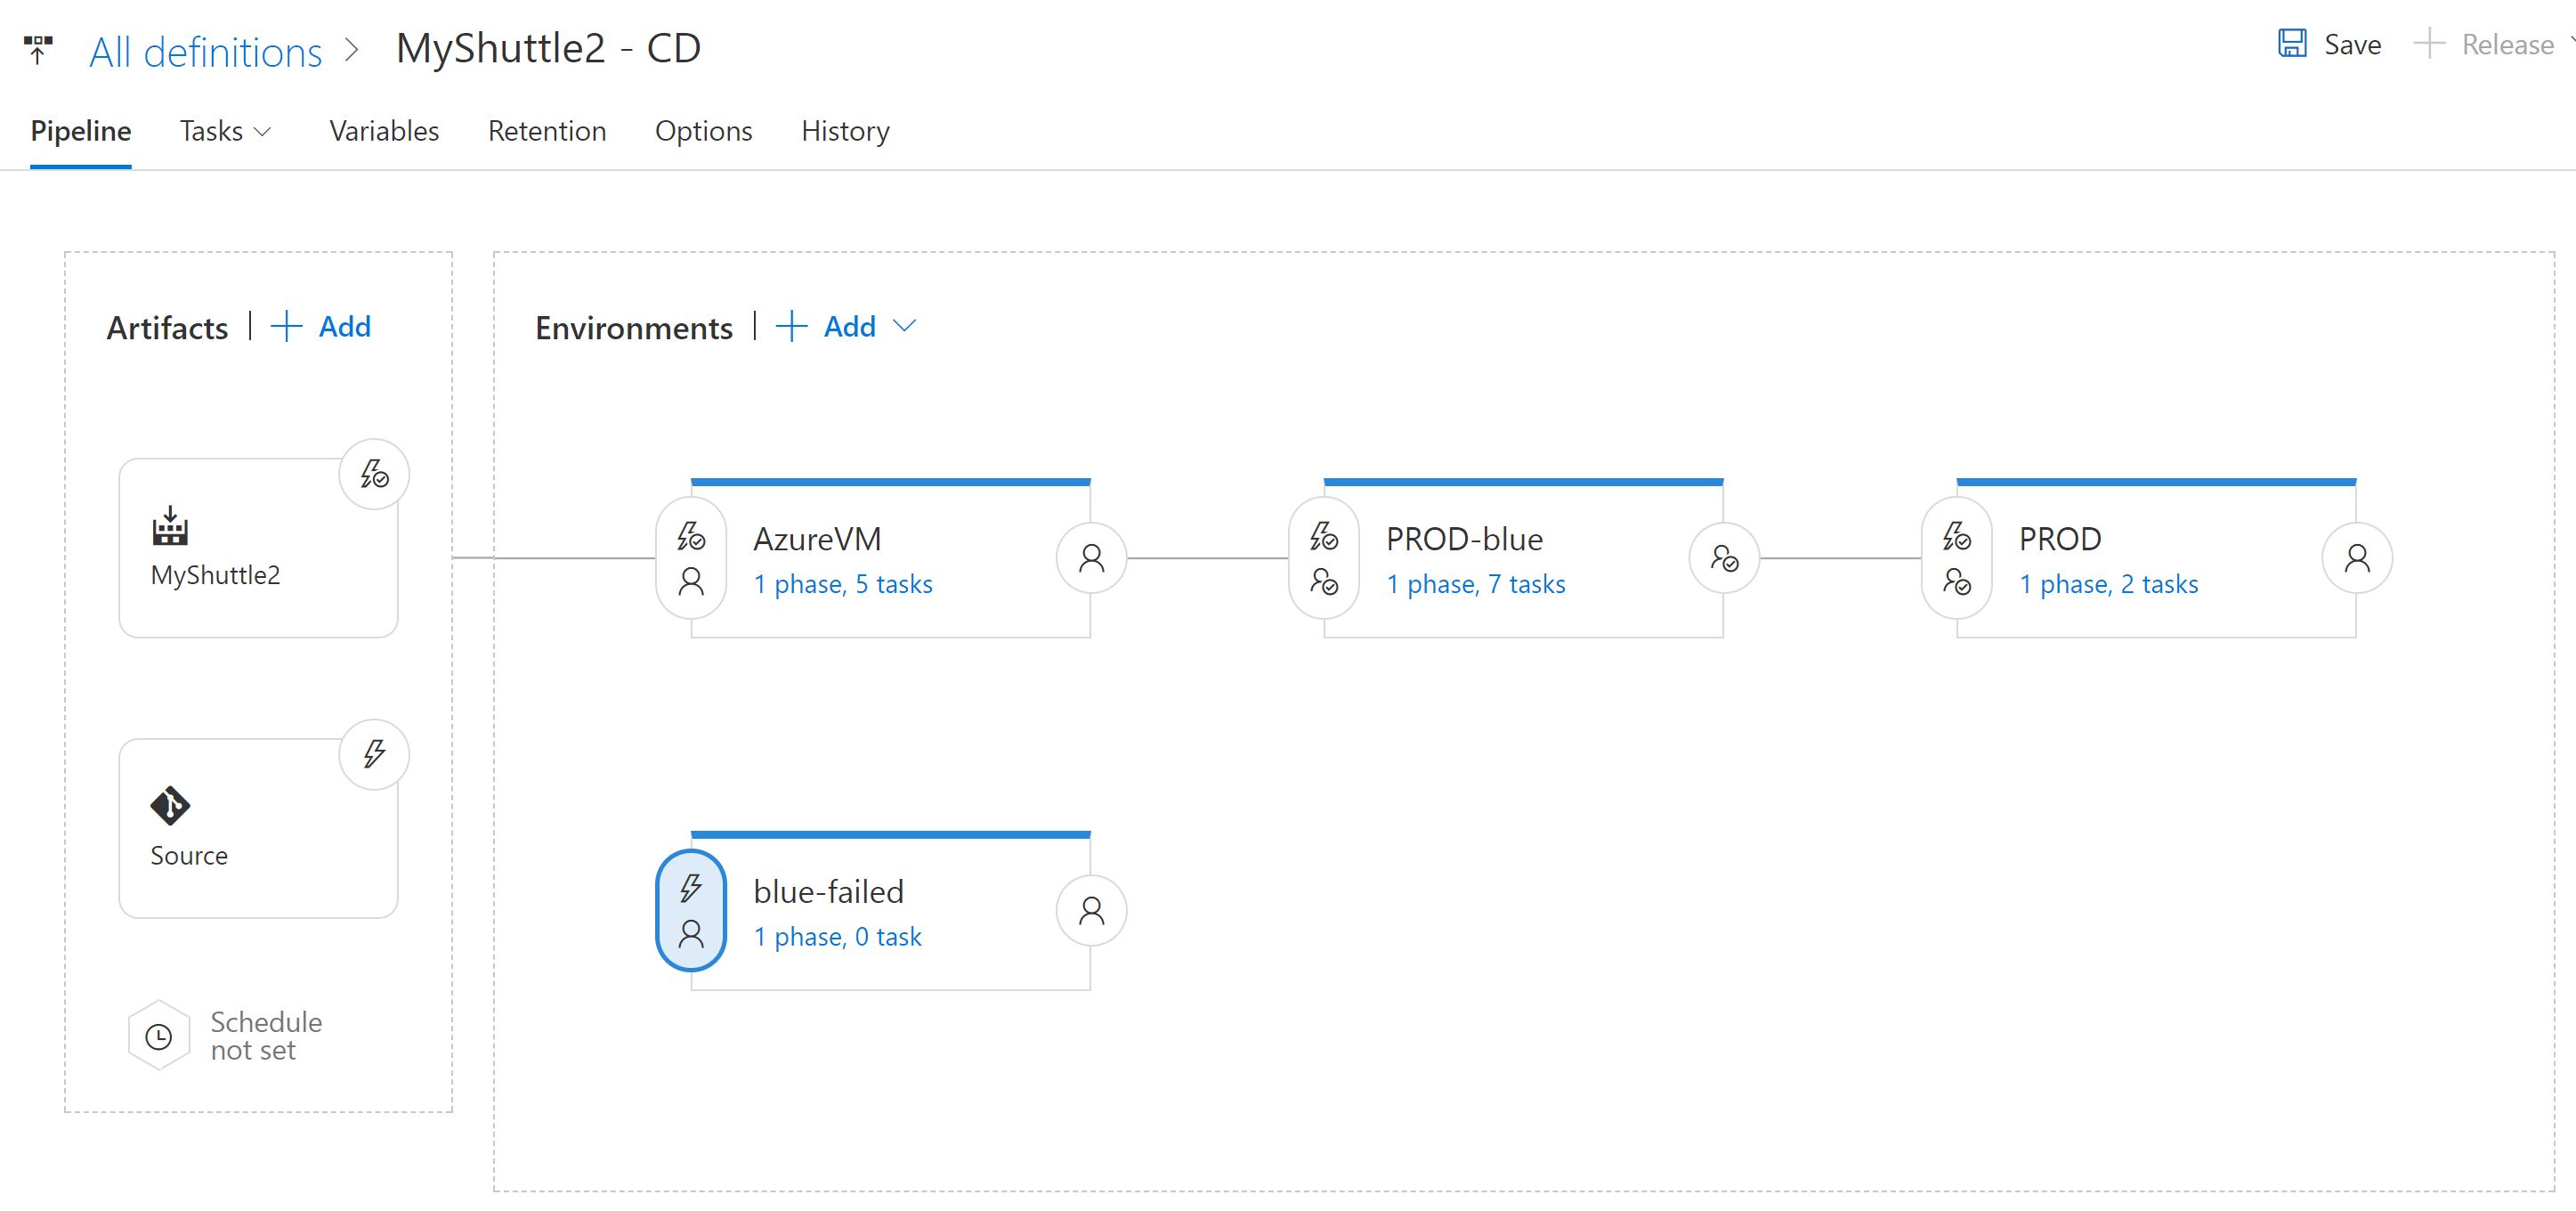 All definitions > MyShuttle2 - CD
Save
+ Release
Pipeline
Tasks
Variables
Retention
Options
History
Artifacts | + Add
Environments | + Add
MyShuttle2
AzureVM
1 phase, 5 tasks
PROD-blue
1 phase, 7 tasks
PROD
1 phase, 2 tasks
Source
blue-failed
1 phase, 0 task
Schedule
not set